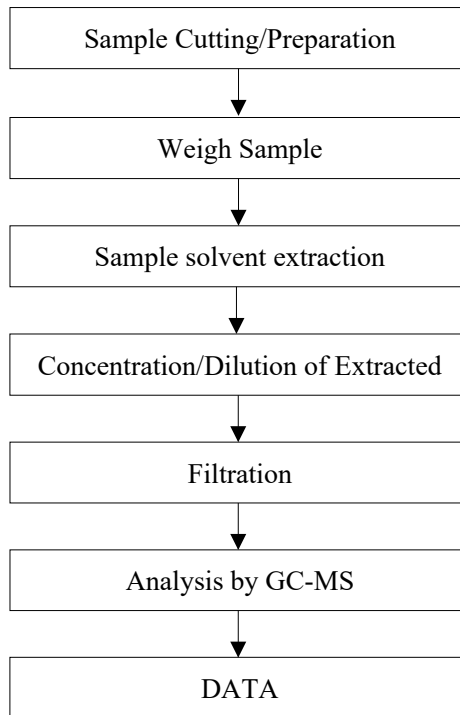 Sample Cutting/Preparation
Weigh Sample
Sample solvent extraction
Concentration/Dilution of Extracted
Filtration
Analysis by GC-MS
DATA